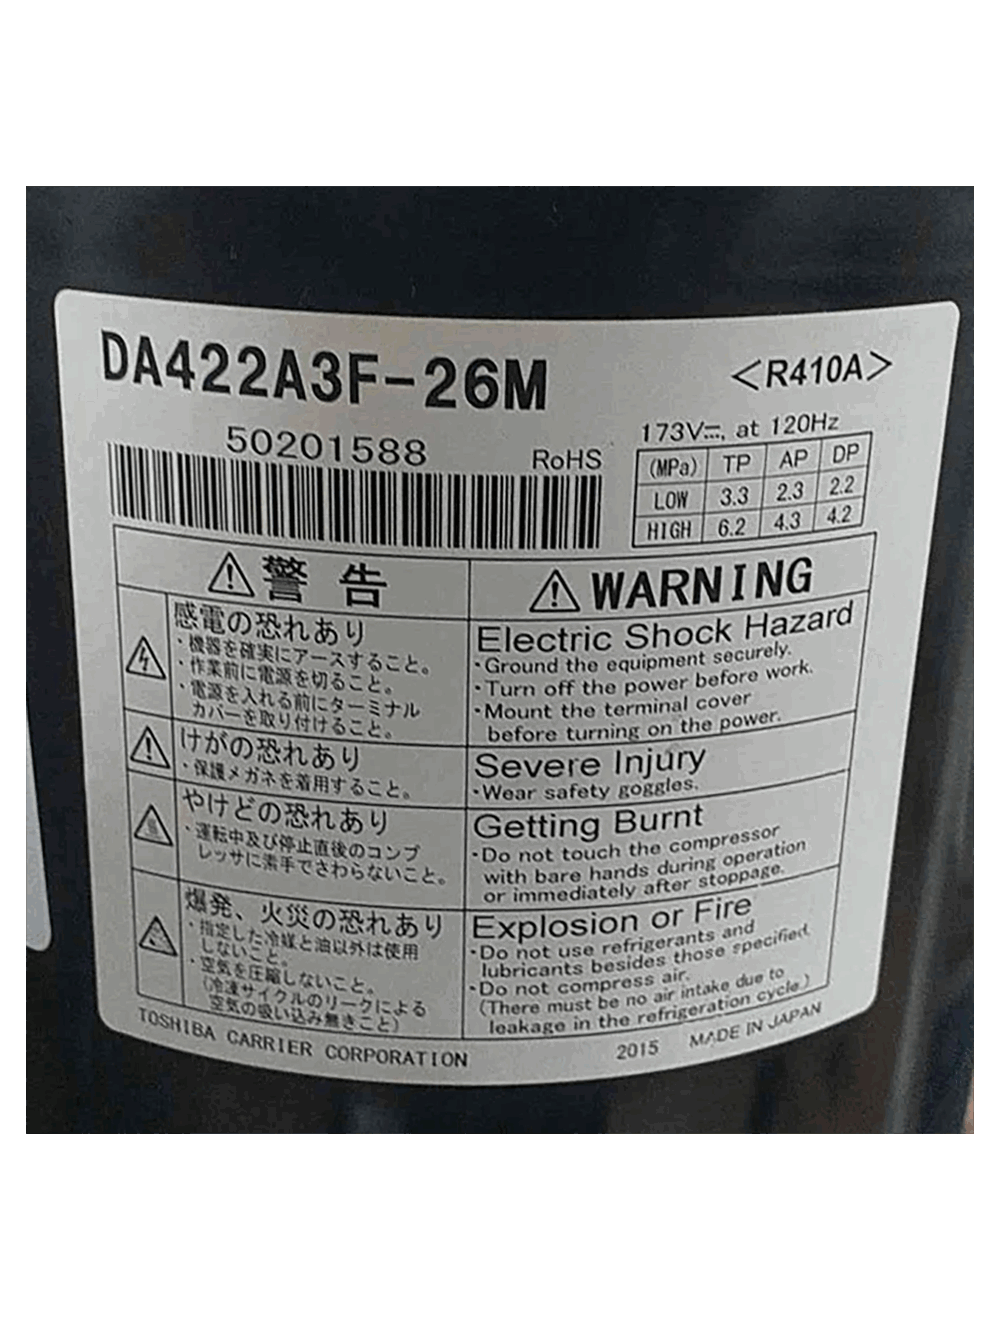 DA422A3F-26M
<R410A>
50201588
RoHS
173V⎓, at 120Hz
(MPa) TP AP DP
LOW 3.3 2.3 2.2
HIGH 6.2 4.3 4.2
警告
感電の恐れあり
・機器を確実にアースすること。
・作業前に電源を切ること。
・電源を入れる前にターミナル
カバーを取り付けること。
けがの恐れあり
・保護メガネを着用すること。
やけどの恐れあり
・運転中及び停止直後のコンプ
レッサに素手でさわらないこと。
爆発、火災の恐れあり
・指定した冷媒と油以外は使用
しないこと。
・空気を圧縮しないこと。
(冷凍サイクルのリークによる
空気の吸い込み無きこと)
WARNING
Electric Shock Hazard
・Ground the equipment securely.
・Turn off the power before work.
・Mount the terminal cover
before turning on the power.
Severe Injury
・Wear safety goggles.
Getting Burnt
・Do not touch the compressor
with bare hands during operation
or immediately after stoppage.
Explosion or Fire
・Do not use refrigerants and
lubricants besides those specified.
・Do not compress air.
(There must be no air intake due to
leakage in the refrigeration cycle.)
TOSHIBA CARRIER CORPORATION
2015 MADE IN JAPAN